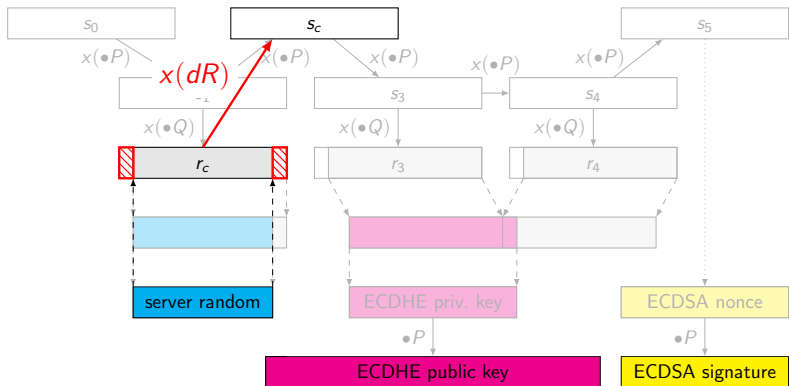 s0
sc
s5
x(•P)
x(•P)
x(•P)
x(•P)
x(•P)
x(dR)
s1
s3
s4
x(•Q)
x(•Q)
x(•Q)
rc
r3
r4
server random
ECDHE priv. key
ECDSA nonce
•P
•P
ECDHE public key
ECDSA signature